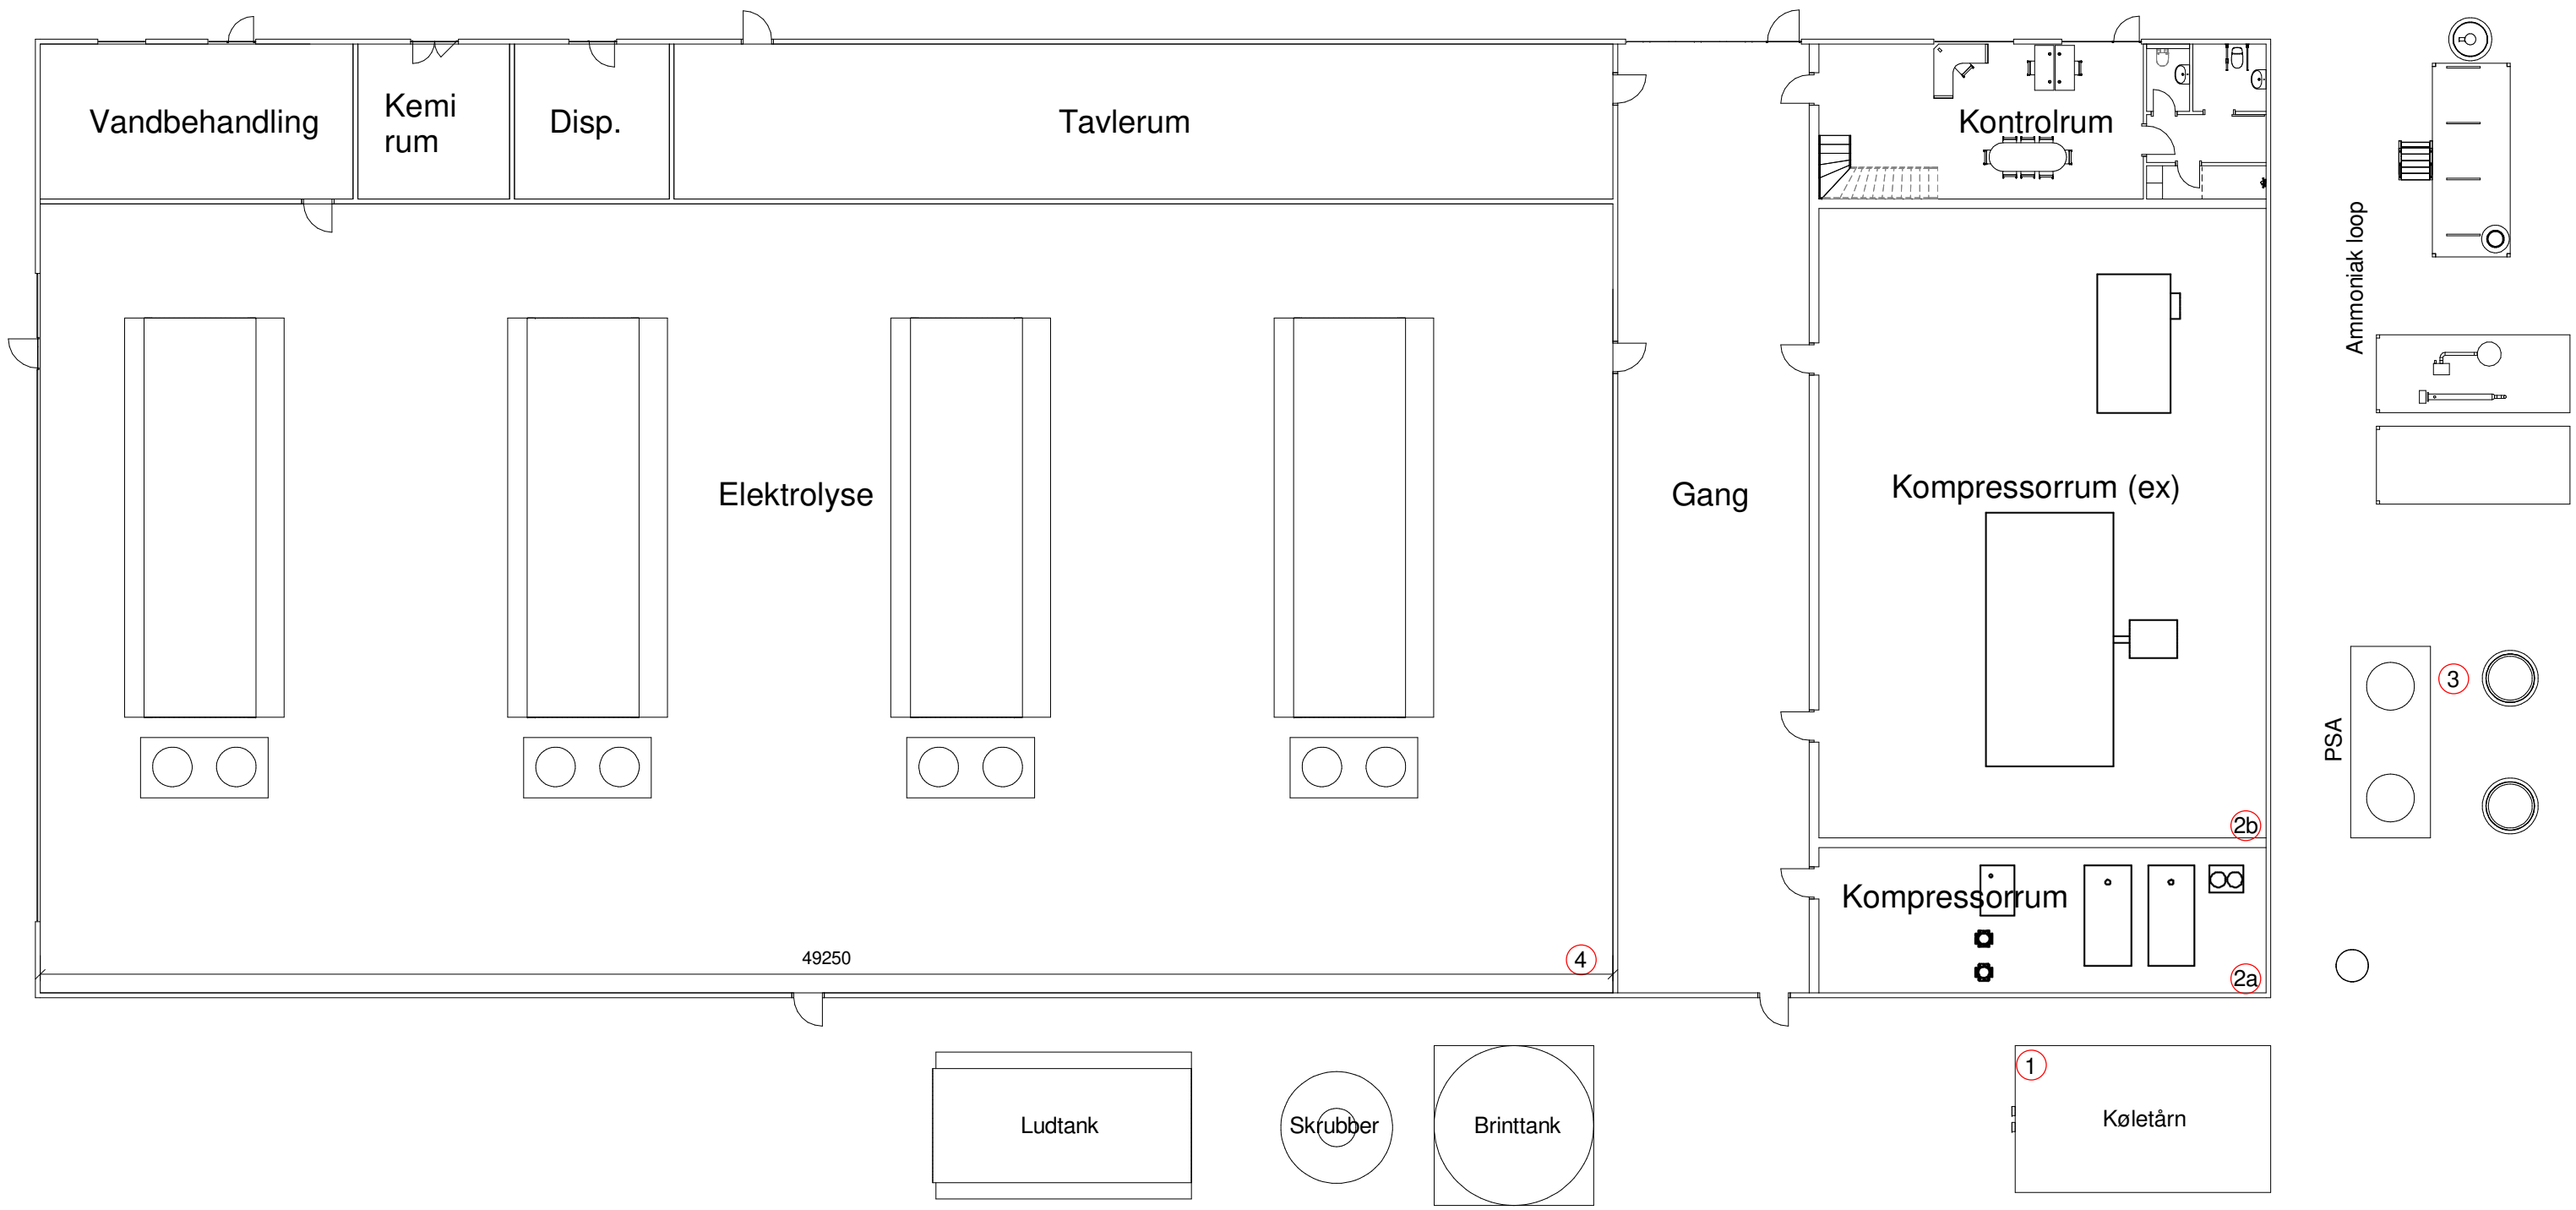 Vandbehandling
Kemi
rum
Disp.
Tavlerum
Kontrolrum
Ammoniak loop
Elektrolyse
Gang
Kompressorrum (ex)
3
PSA
2b
Kompressorrum
49250
4
2a
1
Ludtank
Skrubber
Brinttank
Køletårn